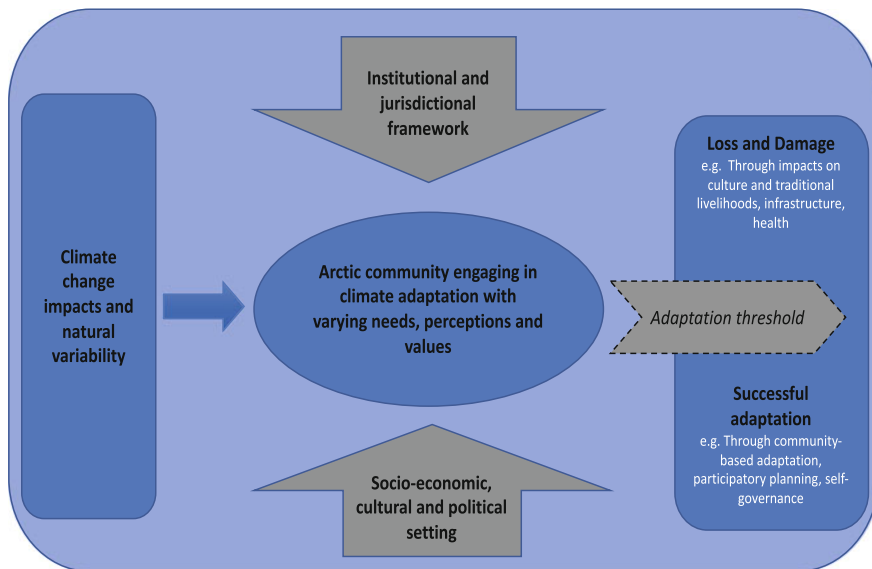 Institutional and
jurisdictional
framework
Climate
change
impacts and
natural
variability
Arctic community engaging in
climate adaptation with
varying needs, perceptions and
values
Socio-economic,
cultural and political
setting
Loss and Damage
e.g. Through impacts on
culture and traditional
livelihoods, infrastructure,
health
Adaptation threshold
Successful
adaptation
e.g. Through community-
based adaptation,
participatory planning, self-
governance